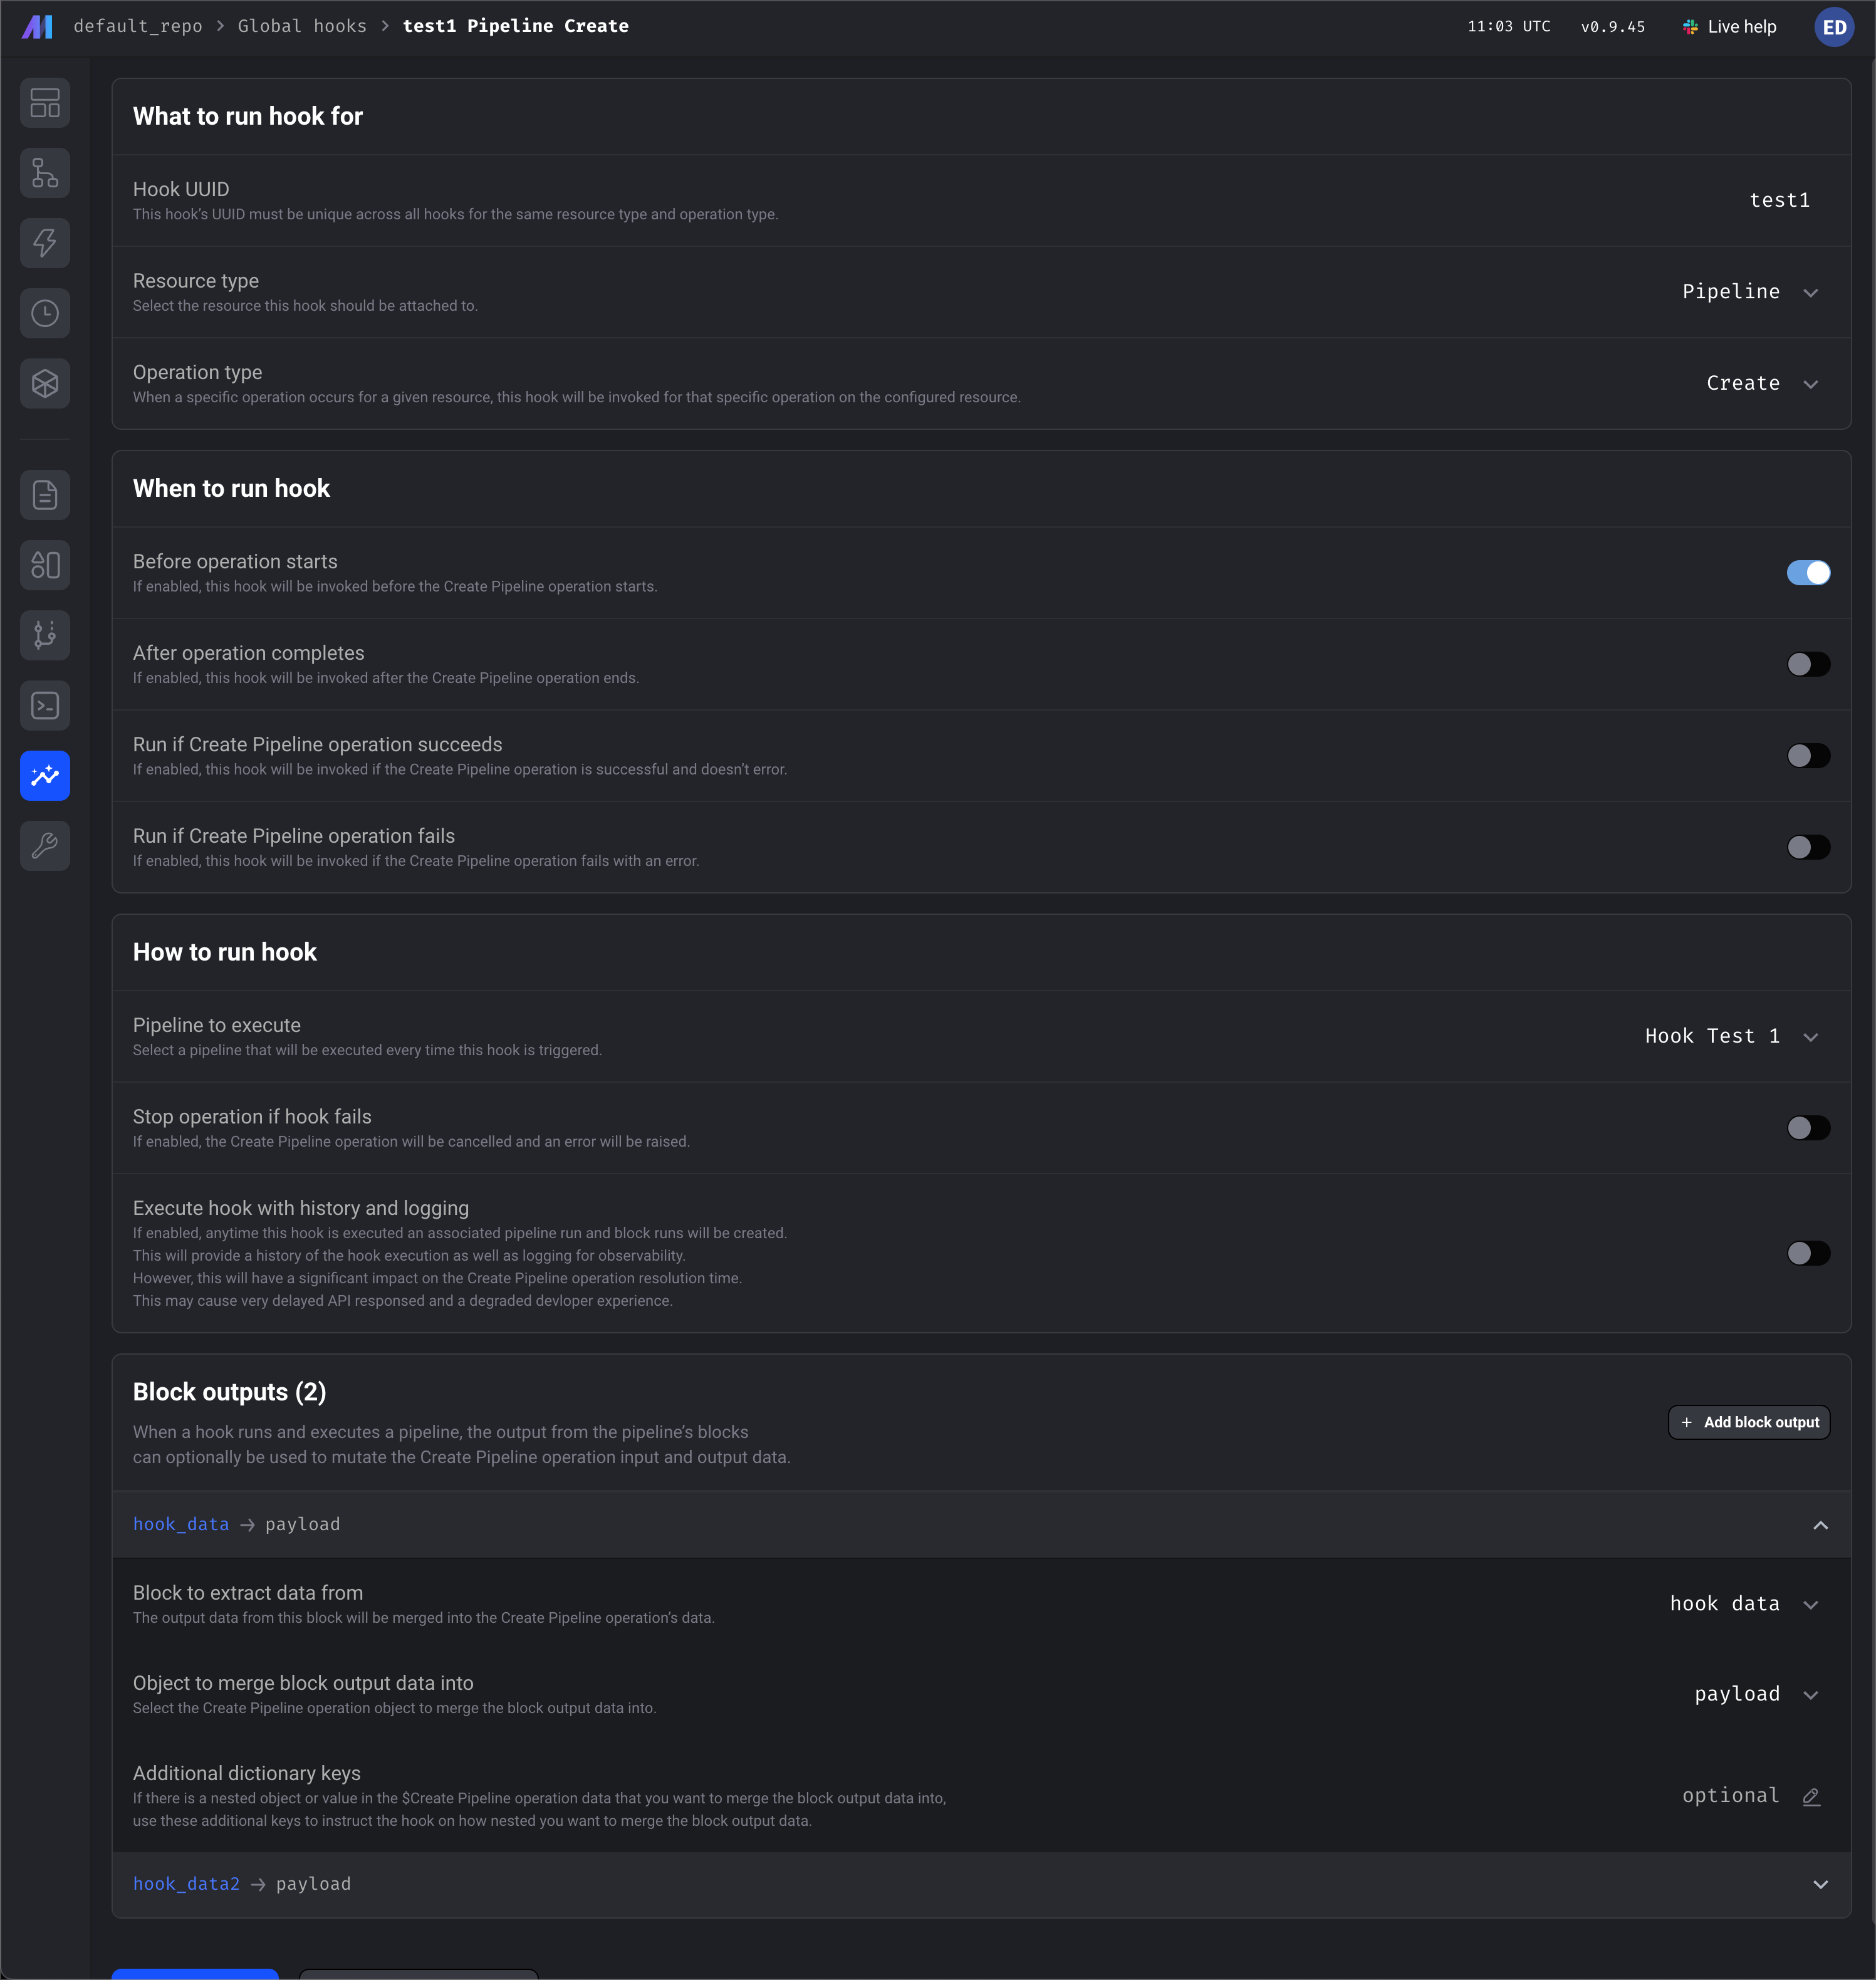 default_repo > Global hooks > test1 Pipeline Create
11:03 UTC
v0.9.45
Live help
ED
What to run hook for
Hook UUID
This hook's UUID must be unique across all hooks for the same resource type and operation type.
test1
Resource type
Select the resource this hook should be attached to.
Pipeline
Operation type
When a specific operation occurs for a given resource, this hook will be invoked for that specific operation on the configured resource.
Create
When to run hook
Before operation starts
If enabled, this hook will be invoked before the Create Pipeline operation starts.
After operation completes
If enabled, this hook will be invoked after the Create Pipeline operation ends.
Run if Create Pipeline operation succeeds
If enabled, this hook will be invoked if the Create Pipeline operation is successful and doesn't error.
Run if Create Pipeline operation fails
If enabled, this hook will be invoked if the Create Pipeline operation fails with an error.
How to run hook
Pipeline to execute
Select a pipeline that will be executed every time this hook is triggered.
Hook Test 1
Stop operation if hook fails
If enabled, the Create Pipeline operation will be cancelled and an error will be raised.
Execute hook with history and logging
If enabled, anytime this hook is executed an associated pipeline run and block runs will be created.
This will provide a history of the hook execution as well as logging for observability.
However, this will have a significant impact on the Create Pipeline operation resolution time.
This may cause very delayed API responsed and a degraded devloper experience.
Block outputs (2)
When a hook runs and executes a pipeline, the output from the pipeline's blocks
can optionally be used to mutate the Create Pipeline operation input and output data.
+ Add block output
hook_data → payload
Block to extract data from
The output data from this block will be merged into the Create Pipeline operation's data.
hook data
Object to merge block output data into
Select the Create Pipeline operation object to merge the block output data into.
payload
Additional dictionary keys
If there is a nested object or value in the $Create Pipeline operation data that you want to merge the block output data into,
use these additional keys to instruct the hook on how nested you want to merge the block output data.
optional
hook_data2 → payload